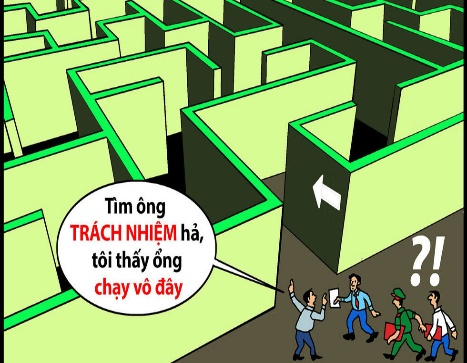 Tìm ông
TRÁCH NHIỆM hả,
tôi thấy ổng
chạy vô đây
?!